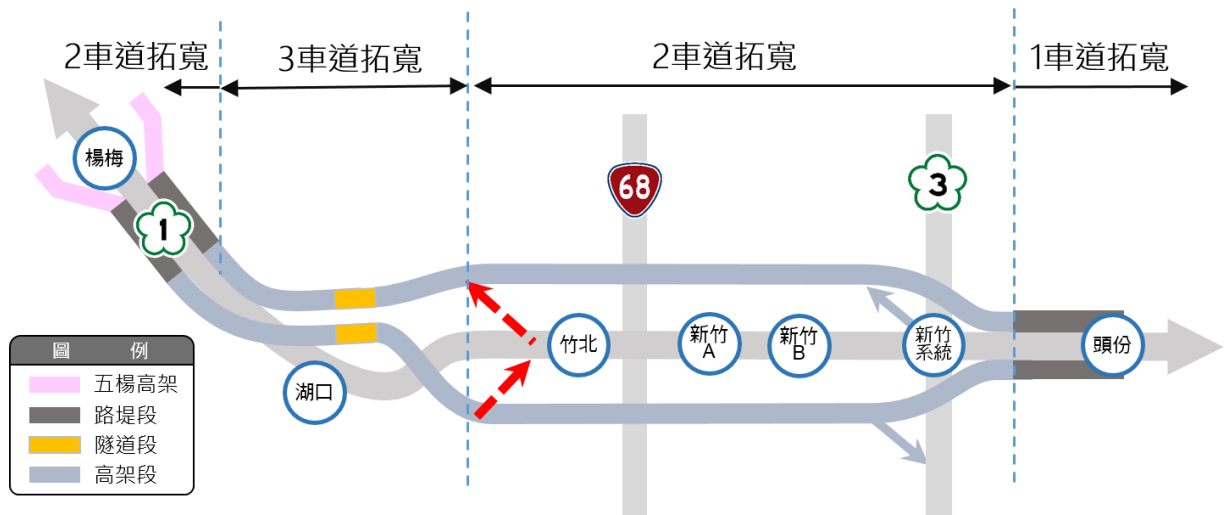 2車道拓寬
3車道拓寬
2車道拓寬
1車道拓寬
楊梅
1
68
3
湖口
竹北
新竹
A
新竹
B
新竹
系統
頭份
圖 例
五楊高架
路堤段
隧道段
高架段